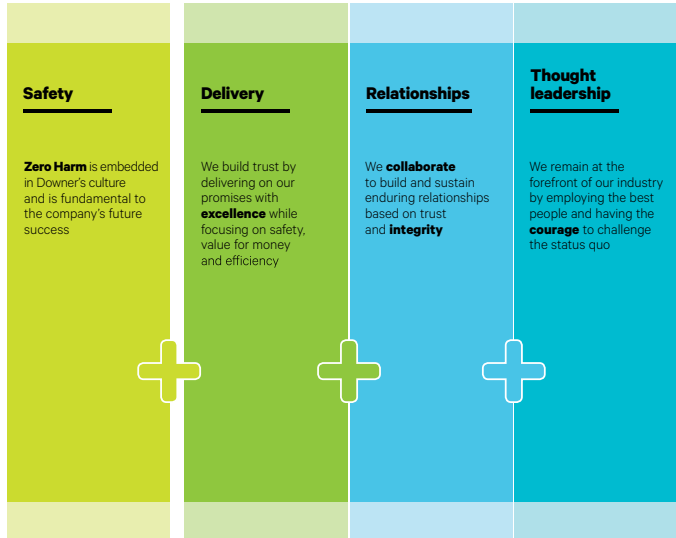 Safety
Zero Harm is embedded
in Downer's culture
and is fundamental to
the company's future
success
Delivery
We build trust by
delivering on our
promises with
excellence while
focusing on safety,
value for money
and efficiency
Relationships
We collaborate
to build and sustain
enduring relationships
based on trust
and integrity
Thought
leadership
We remain at the
forefront of our industry
by employing the best
people and having the
courage to challenge
the status quo